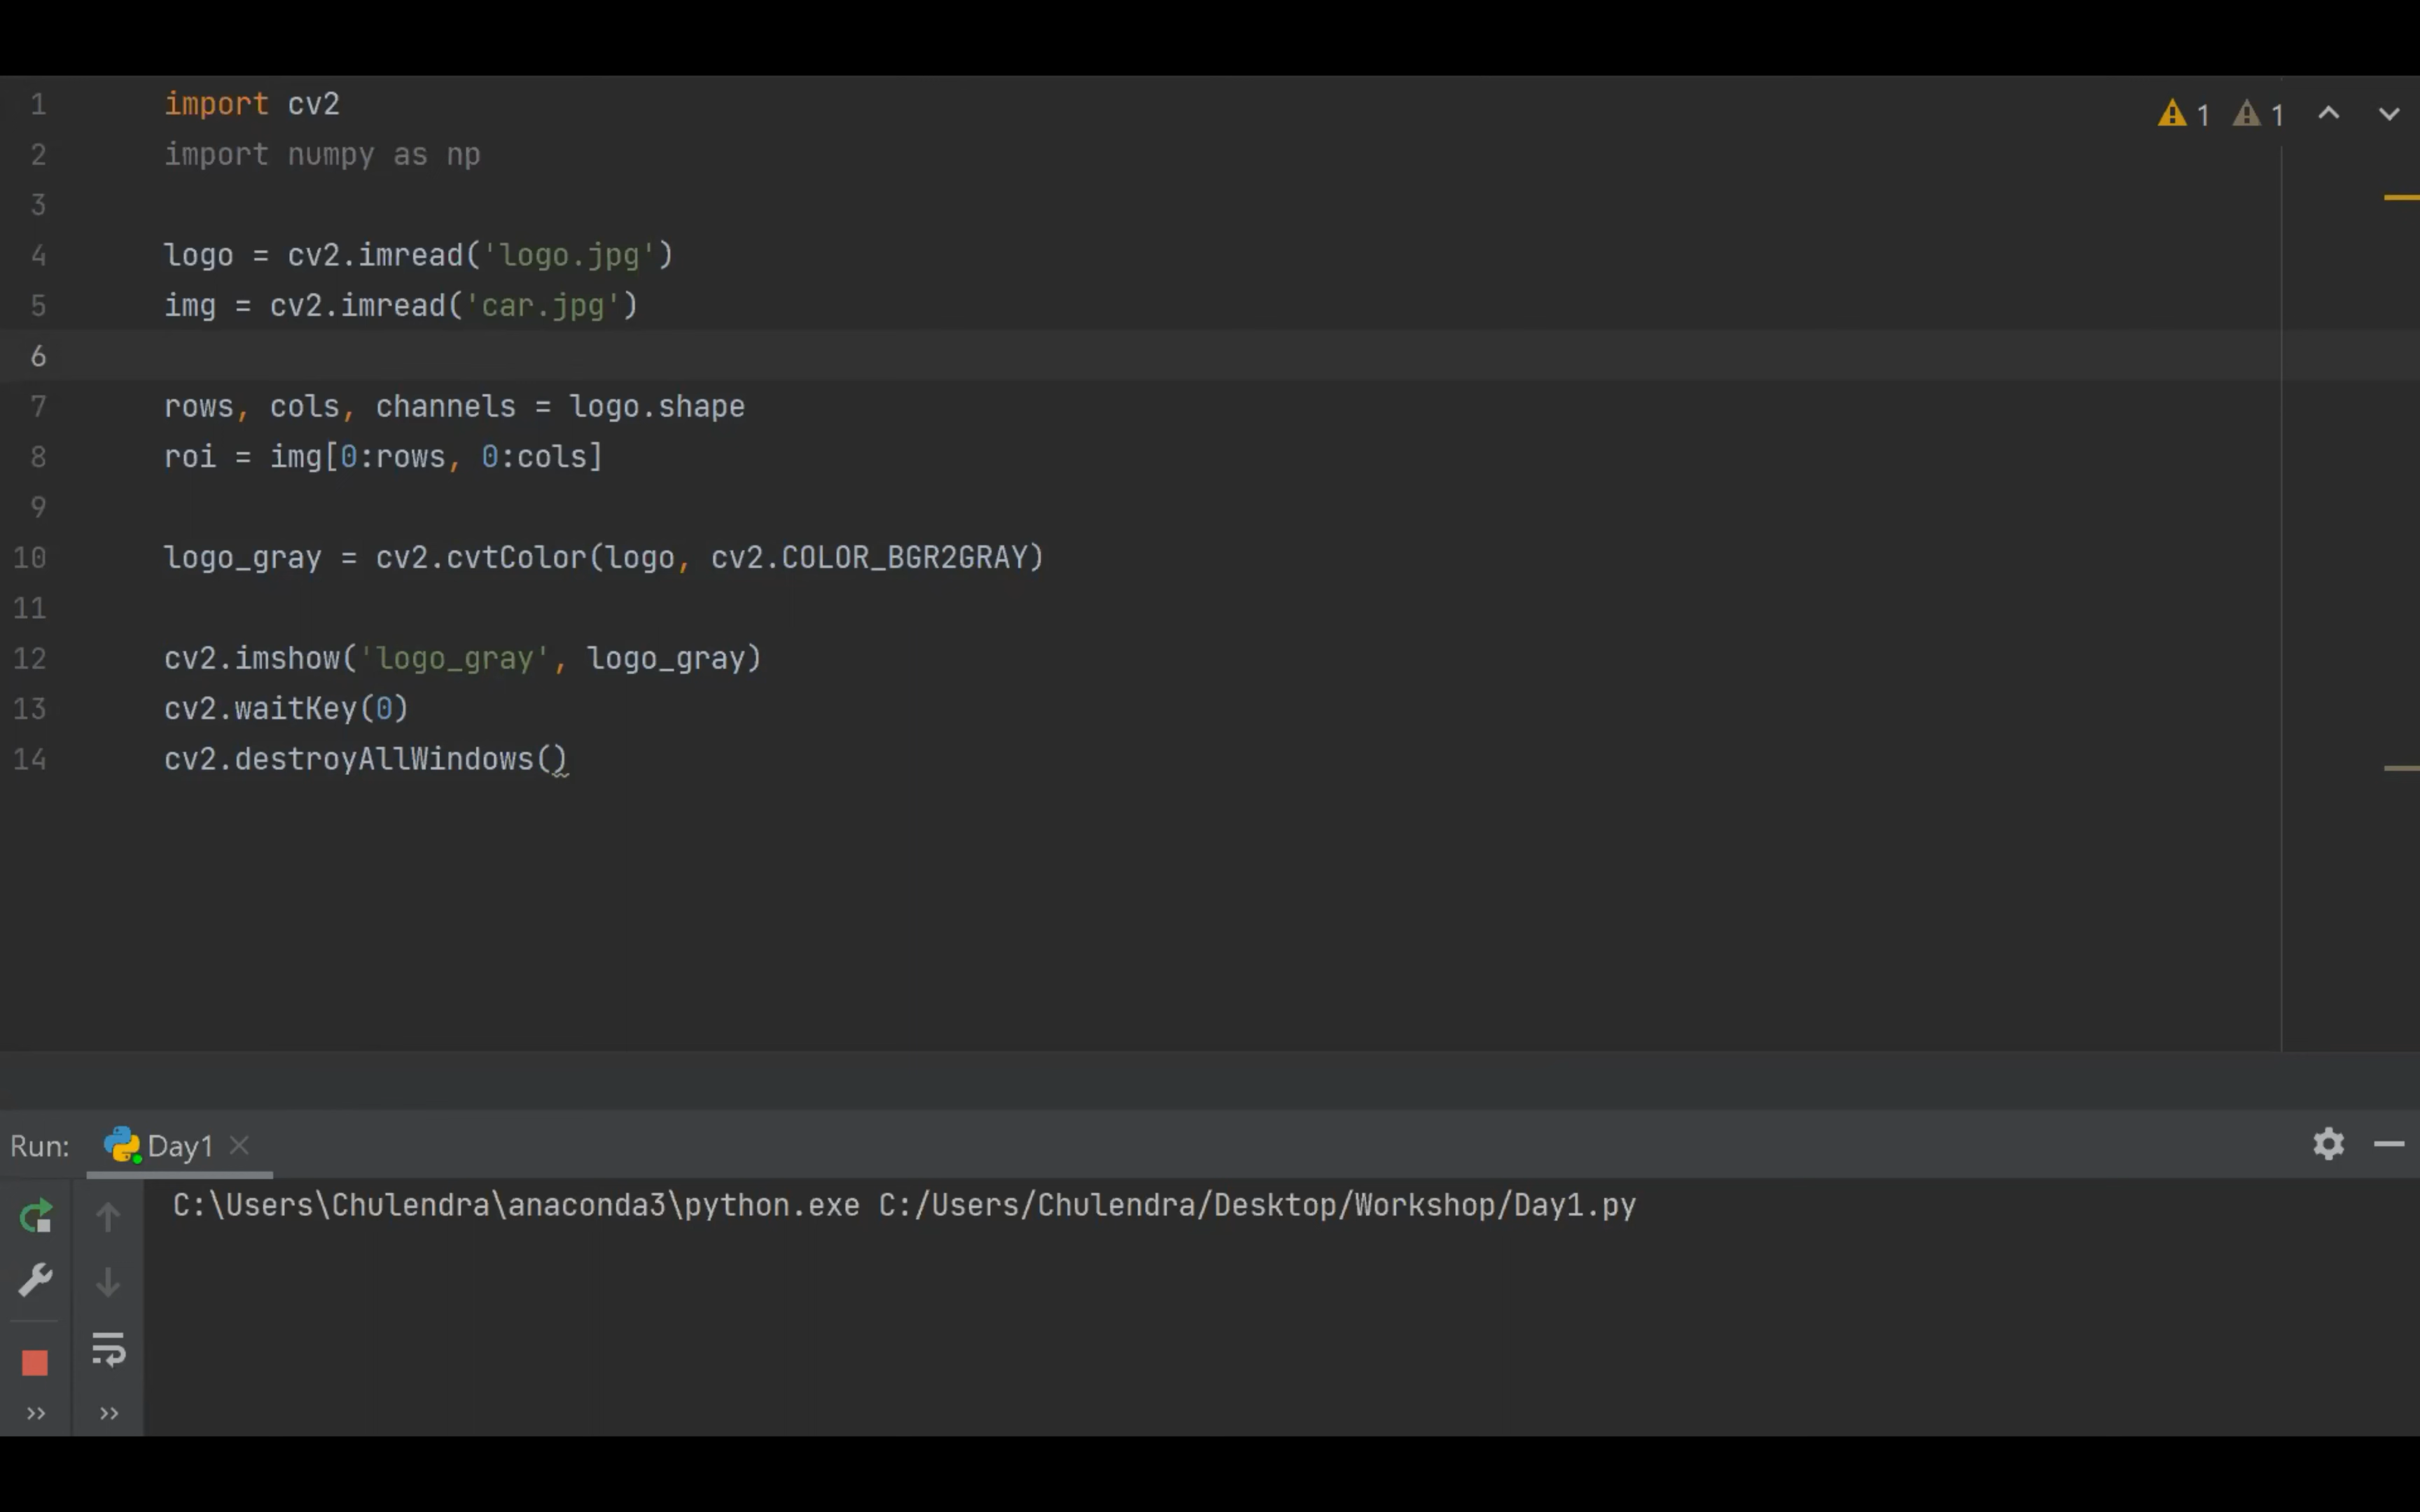 1 import cv2
2 import numpy as np
3
4 logo = cv2.imread('logo.jpg')
5 img = cv2.imread('car.jpg')
6
7 rows, cols, channels = logo.shape
8 roi = img[0:rows, 0:cols]
9
10 logo_gray = cv2.cvtColor(logo, cv2.COLOR_BGR2GRAY)
11
12 cv2.imshow('logo_gray', logo_gray)
13 cv2.waitKey(0)
14 cv2.destroyAllWindows()
1 1
Run: Day1
C:\Users\Chulendra\anaconda3\python.exe C:/Users/Chulendra/Desktop/Workshop/Day1.py